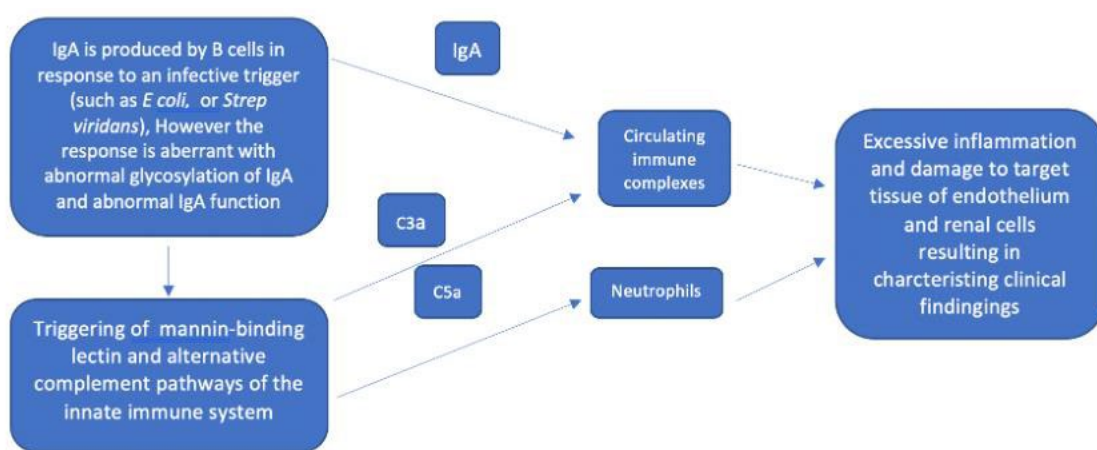 IgA is produced by B cells in
response to an infective trigger
(such as E coli, or Strep
viridans), However the
response is aberrant with
abnormal glycosylation of IgA
and abnormal IgA function
IgA
Circulating
immune
complexes
Excessive inflammation
and damage to target
tissue of endothelium
and renal cells
resulting in
charcteristing clinical
findingings
C3a
C5a
Neutrophils
Triggering of mannin-binding
lectin and alternative
complement pathways of the
innate immune system